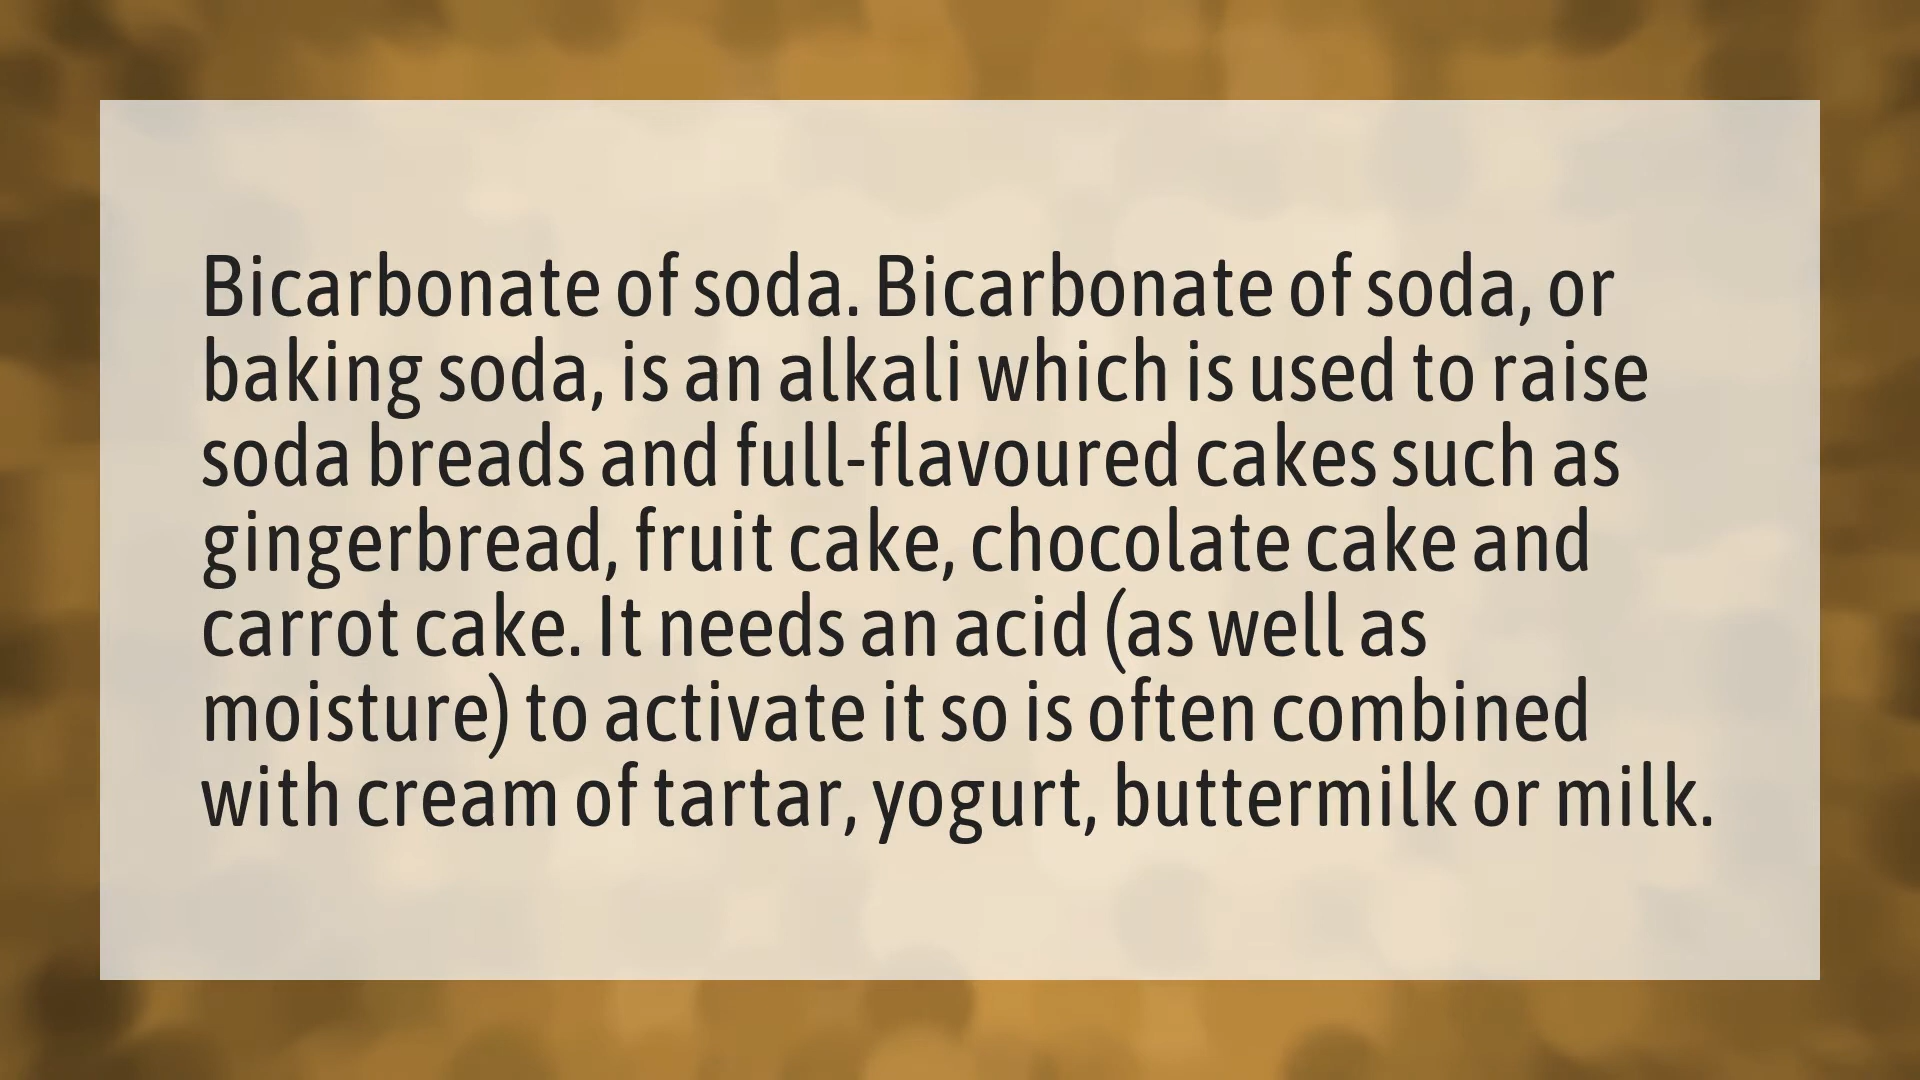 Bicarbonate of soda. Bicarbonate of soda, or
baking soda, is an alkali which is used to raise
soda breads and full-flavoured cakes such as
gingerbread, fruit cake, chocolate cake and
carrot cake. It needs an acid (as well as
moisture) to activate it so is often combined
with cream of tartar, yogurt, buttermilk or milk.